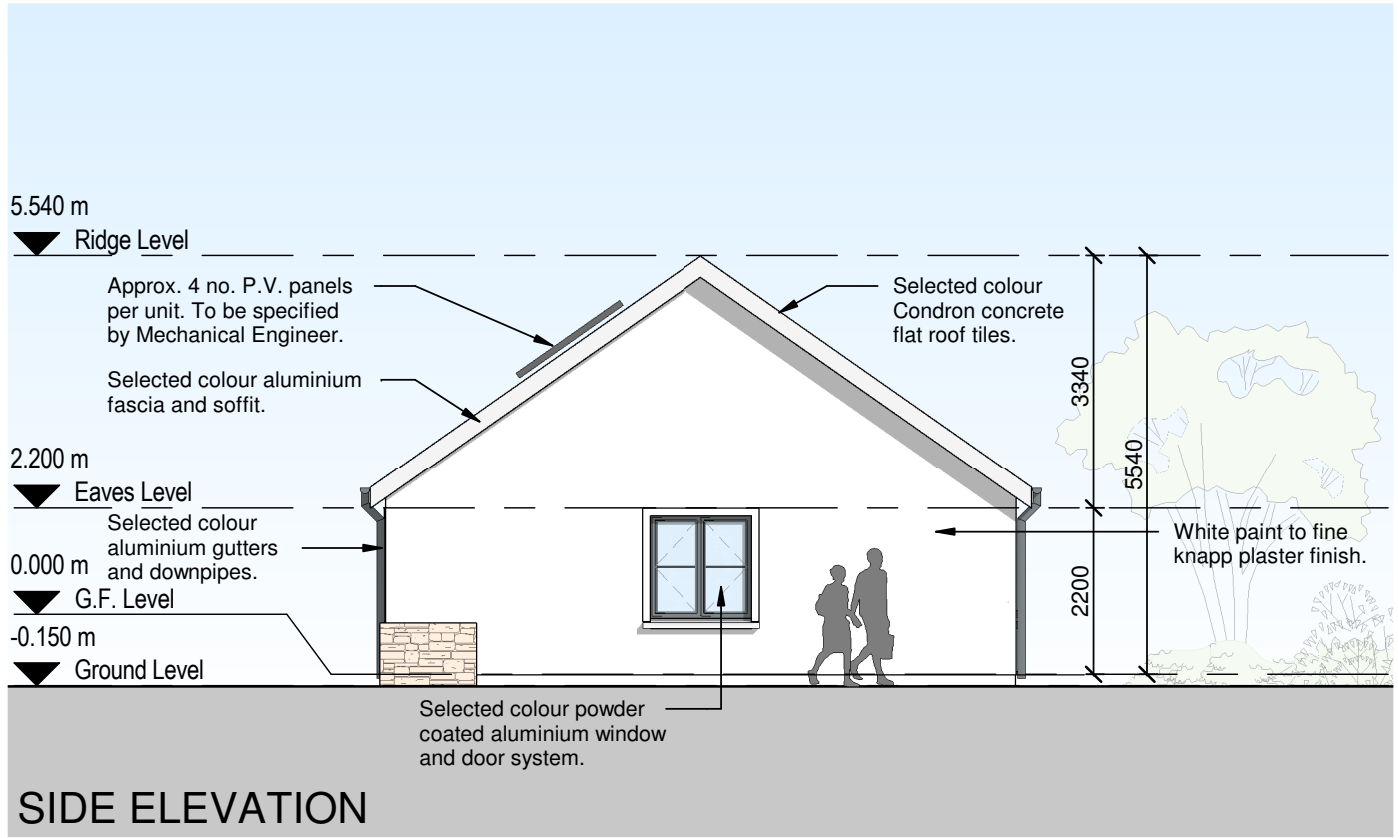 5.540 m
Ridge Level
Approx. 4 no. P.V. panels
per unit. To be specified
by Mechanical Engineer.
Selected colour
Condron concrete
flat roof tiles.
Selected colour aluminium
fascia and soffit.
3340
5540
2.200 m
Eaves Level
Selected colour
aluminium gutters
and downpipes.
White paint to fine
knapp plaster finish.
0.000 m
G.F. Level
2200
-0.150 m
Ground Level
Selected colour powder
coated aluminium window
and door system.
SIDE ELEVATION